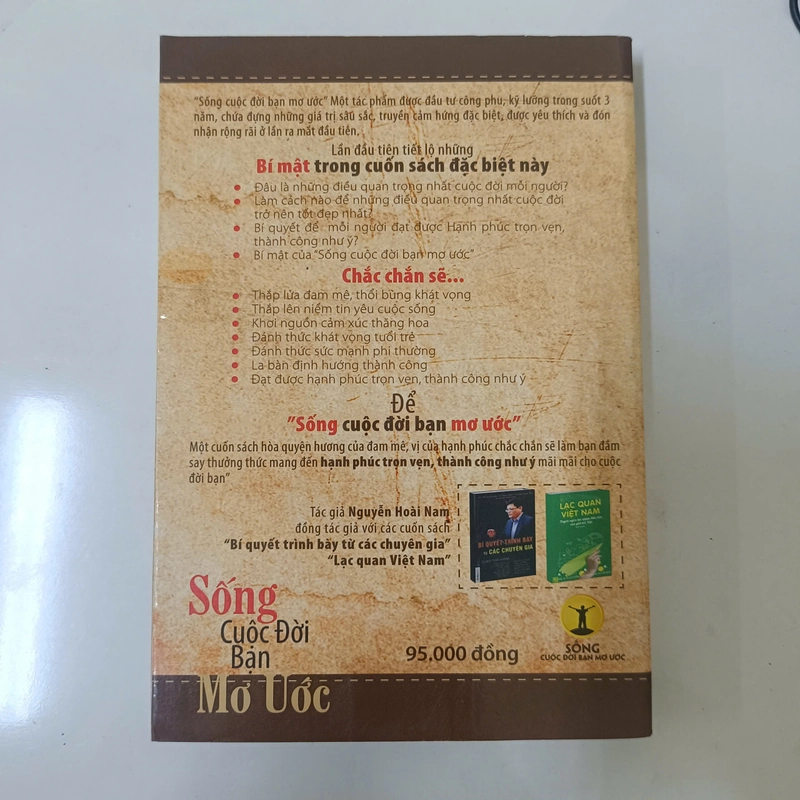 "Sống cuộc đời bạn mơ ước" Một tác phẩm được đầu tư công phu, kỹ lưỡng trong suốt 3
năm, chứa đựng những giá trị sâu sắc, truyền cảm hứng đặc biệt, được yêu thích và đón
nhận rộng rãi ở lần ra mắt đầu tiên.
Lần đầu tiên tiết lộ những
Bí mật trong cuốn sách đặc biệt này
• Đâu là những điều quan trọng nhất cuộc đời mỗi người?
• Làm cách nào để những điều quan trọng nhất cuộc đời
trở nên tốt đẹp nhất?
• Bí quyết để mỗi người đạt được Hạnh phúc trọn vẹn,
thành công như ý?
• Bí mật của "Sống cuộc đời bạn mơ ước"
Chắc chắn sẽ...
• Thắp lửa đam mê, thổi bùng khát vọng
• Thắp lên niềm tin yêu cuộc sống
• Khơi nguồn cảm xúc thăng hoa
• Đánh thức khát vọng tuổi trẻ
• Đánh thức sức mạnh phi thường
• La bàn định hướng thành công
• Đạt được hạnh phúc trọn vẹn, thành công như ý
Để
"Sống cuộc đời bạn mơ ước"
Một cuốn sách hòa quyện hương của đam mê, vị của hạnh phúc chắc chắn sẽ làm bạn đắm
say thưởng thức mang đến hạnh phúc trọn vẹn, thành công như ý mãi mãi cho cuộc
đời bạn"
Tác giả Nguyễn Hoài Nam
đồng tác giả với các cuốn sách
"Bí quyết trình bầy từ các chuyên gia"
"Lạc quan Việt Nam"
BÍ QUYẾT TRÌNH BÀY
TỪ CÁC CHUYÊN GIA
LẠC QUAN
VIỆT NAM
Sống
Cuộc Đời
Bạn
Mơ Ước
95.000 đồng
SỐNG
CUỘC ĐỜI BẠN MƠ ƯỚC